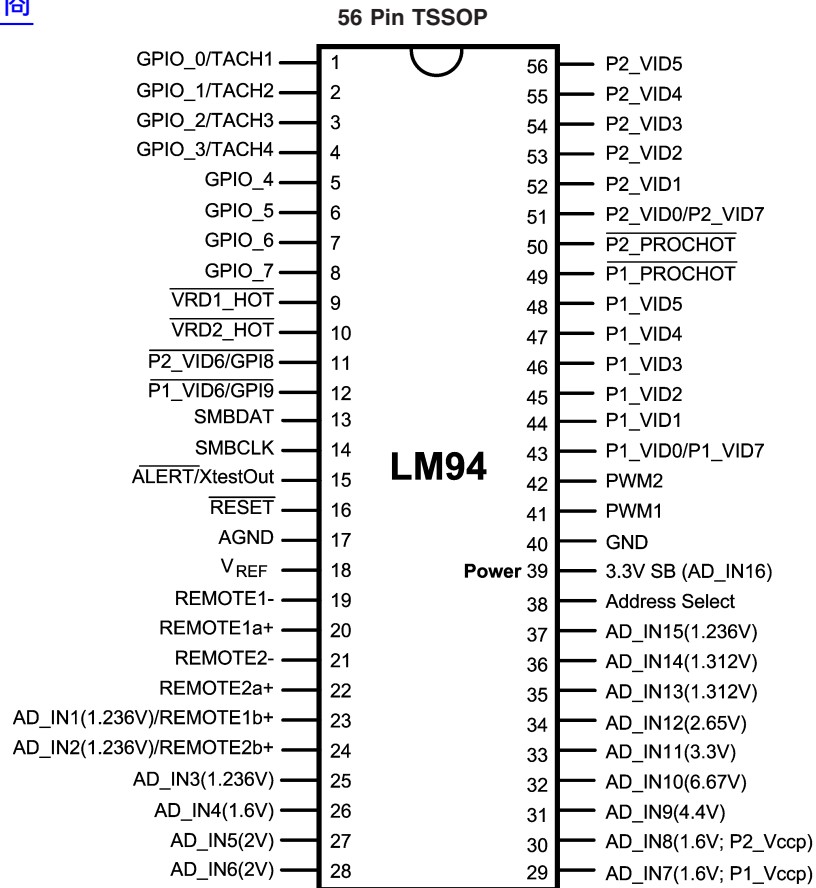 商
56 Pin TSSOP
GPIO_0/TACH1 1
GPIO_1/TACH2 2
GPIO_2/TACH3 3
GPIO_3/TACH4 4
GPIO_4 5
GPIO_5 6
GPIO_6 7
GPIO_7 8
VRD1_HOT 9
VRD2_HOT 10
P2_VID6/GPI8 11
P1_VID6/GPI9 12
SMBDAT 13
SMBCLK 14
ALERT/XtestOut 15
RESET 16
AGND 17
VREF 18
REMOTE1- 19
REMOTE1a+ 20
REMOTE2- 21
REMOTE2a+ 22
AD_IN1(1.236V)/REMOTE1b+ 23
AD_IN2(1.236V)/REMOTE2b+ 24
AD_IN3(1.236V) 25
AD_IN4(1.6V) 26
AD_IN5(2V) 27
AD_IN6(2V) 28
LM94
56 P2_VID5
55 P2_VID4
54 P2_VID3
53 P2_VID2
52 P2_VID1
51 P2_VID0/P2_VID7
50 P2_PROCHOT
49 P1_PROCHOT
48 P1_VID5
47 P1_VID4
46 P1_VID3
45 P1_VID2
44 P1_VID1
43 P1_VID0/P1_VID7
42 PWM2
41 PWM1
40 GND
Power 39 3.3V SB (AD_IN16)
38 Address Select
37 AD_IN15(1.236V)
36 AD_IN14(1.312V)
35 AD_IN13(1.312V)
34 AD_IN12(2.65V)
33 AD_IN11(3.3V)
32 AD_IN10(6.67V)
31 AD_IN9(4.4V)
30 AD_IN8(1.6V; P2_Vccp)
29 AD_IN7(1.6V; P1_Vccp)